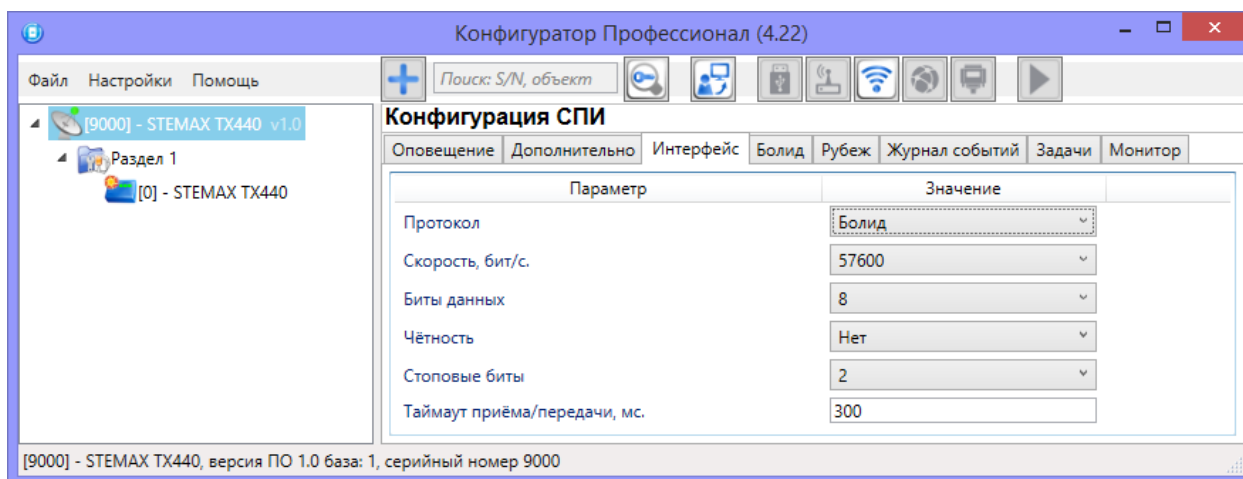 Конфигуратор Профессионал (4.22)
Файл Настройки Помощь
Поиск: S/N, объект
[9000] - STEMAX TX440 v1.0
Раздел 1
[0] - STEMAX TX440
Конфигурация СПИ
Оповещение Дополнительно Интерфейс Болид Рубеж Журнал событий Задачи Монитор
Параметр Значение
Протокол Болид
Скорость, бит/с. 57600
Биты данных 8
Чётность Нет
Стоповые биты 2
Таймаут приёма/передачи, мс. 300
[9000] - STEMAX TX440, версия ПО 1.0 база: 1, серийный номер 9000